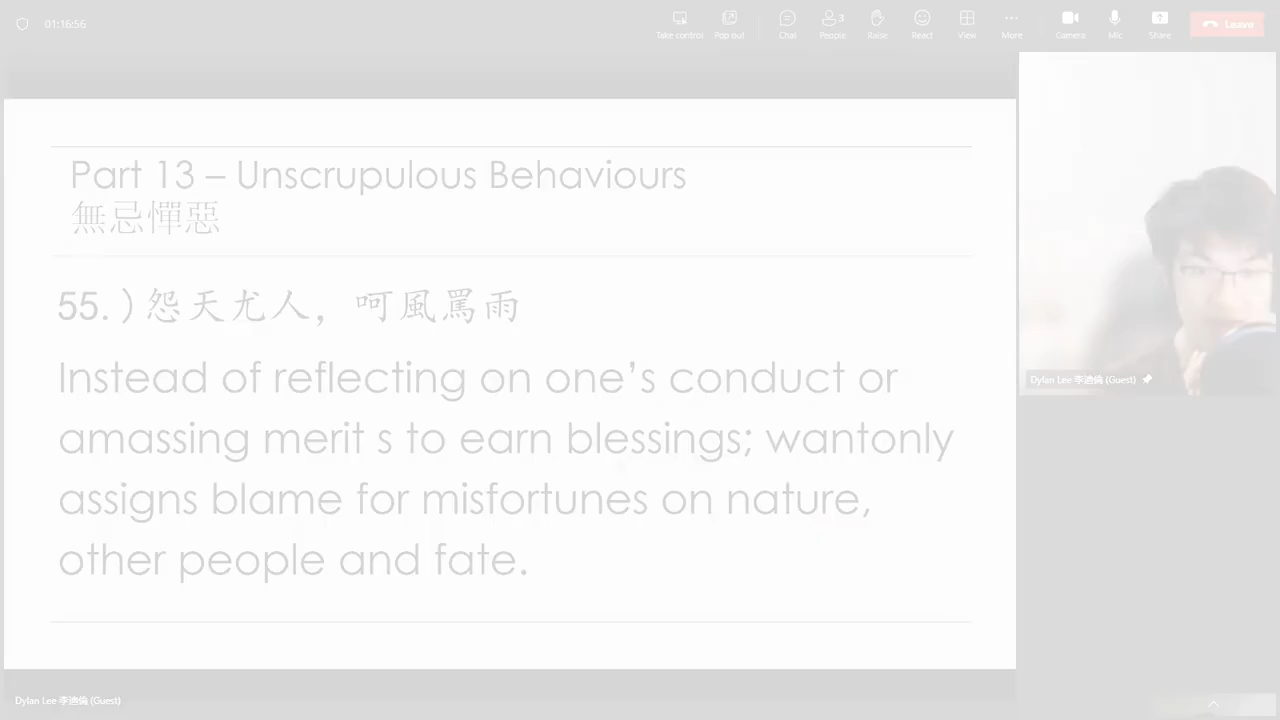 01:16:56
Take control
Pop out
Chat
3
People
Raise
React
View
More
Camera
Mic
Share
Leave
Part 13 – Unscrupulous Behaviours
無忌憚惡
55.）怨天尤人，呵風罵雨
Instead of reflecting on one’s conduct or
amassing merit s to earn blessings; wantonly
assigns blame for misfortunes on nature,
other people and fate.
Dylan Lee 李迪倫 (Guest)
Dylan Lee 李迪倫 (Guest)